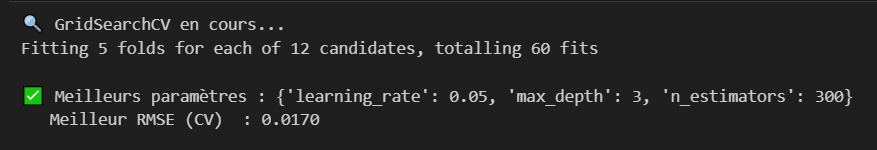 🔍 GridSearchCV en cours...
Fitting 5 folds for each of 12 candidates, totalling 60 fits
✅ Meilleurs paramètres : {'learning_rate': 0.05, 'max_depth': 3, 'n_estimators': 300}
Meilleur RMSE (CV)  : 0.0170